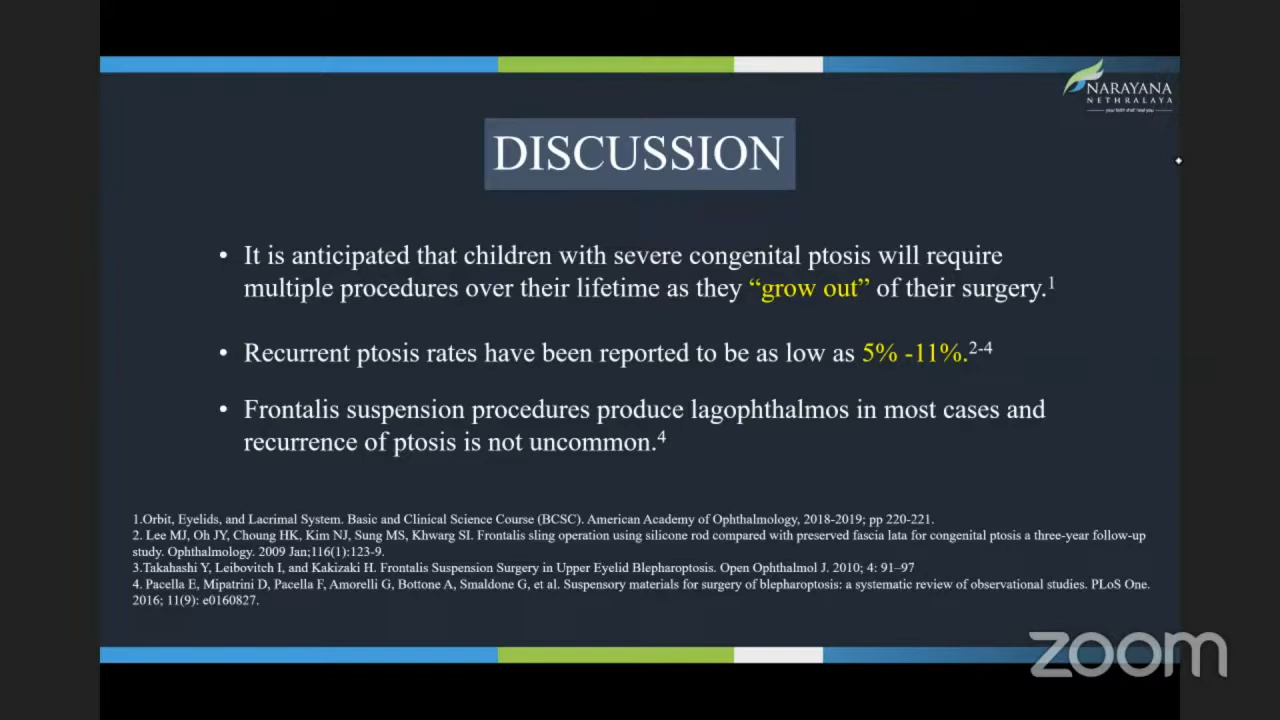 NARAYANA
NETHRALAYA
DISCUSSION
• It is anticipated that children with severe congenital ptosis will require
multiple procedures over their lifetime as they “grow out” of their surgery.1
• Recurrent ptosis rates have been reported to be as low as 5% -11%.2-4
• Frontalis suspension procedures produce lagophthalmos in most cases and
recurrence of ptosis is not uncommon.4
1.Orbit, Eyelids, and Lacrimal System. Basic and Clinical Science Course (BCSC). American Academy of Ophthalmology, 2018-2019; pp 220-221.
2. Lee MJ, Oh JY, Choung HK, Kim NJ, Sung MS, Khwarg SI. Frontalis sling operation using silicone rod compared with preserved fascia lata for congenital ptosis a three-year follow-up
study. Ophthalmology. 2009 Jan;116(1):123-9.
3.Takahashi Y, Leibovitch I, and Kakizaki H. Frontalis Suspension Surgery in Upper Eyelid Blepharoptosis. Open Ophthalmol J. 2010; 4: 91–97
4. Pacella E, Mipatrini D, Pacella F, Amorelli G, Bottone A, Smaldone G, et al. Suspensory materials for surgery of blepharoptosis: a systematic review of observational studies. PLoS One.
2016; 11(9): e0160827.
zoom